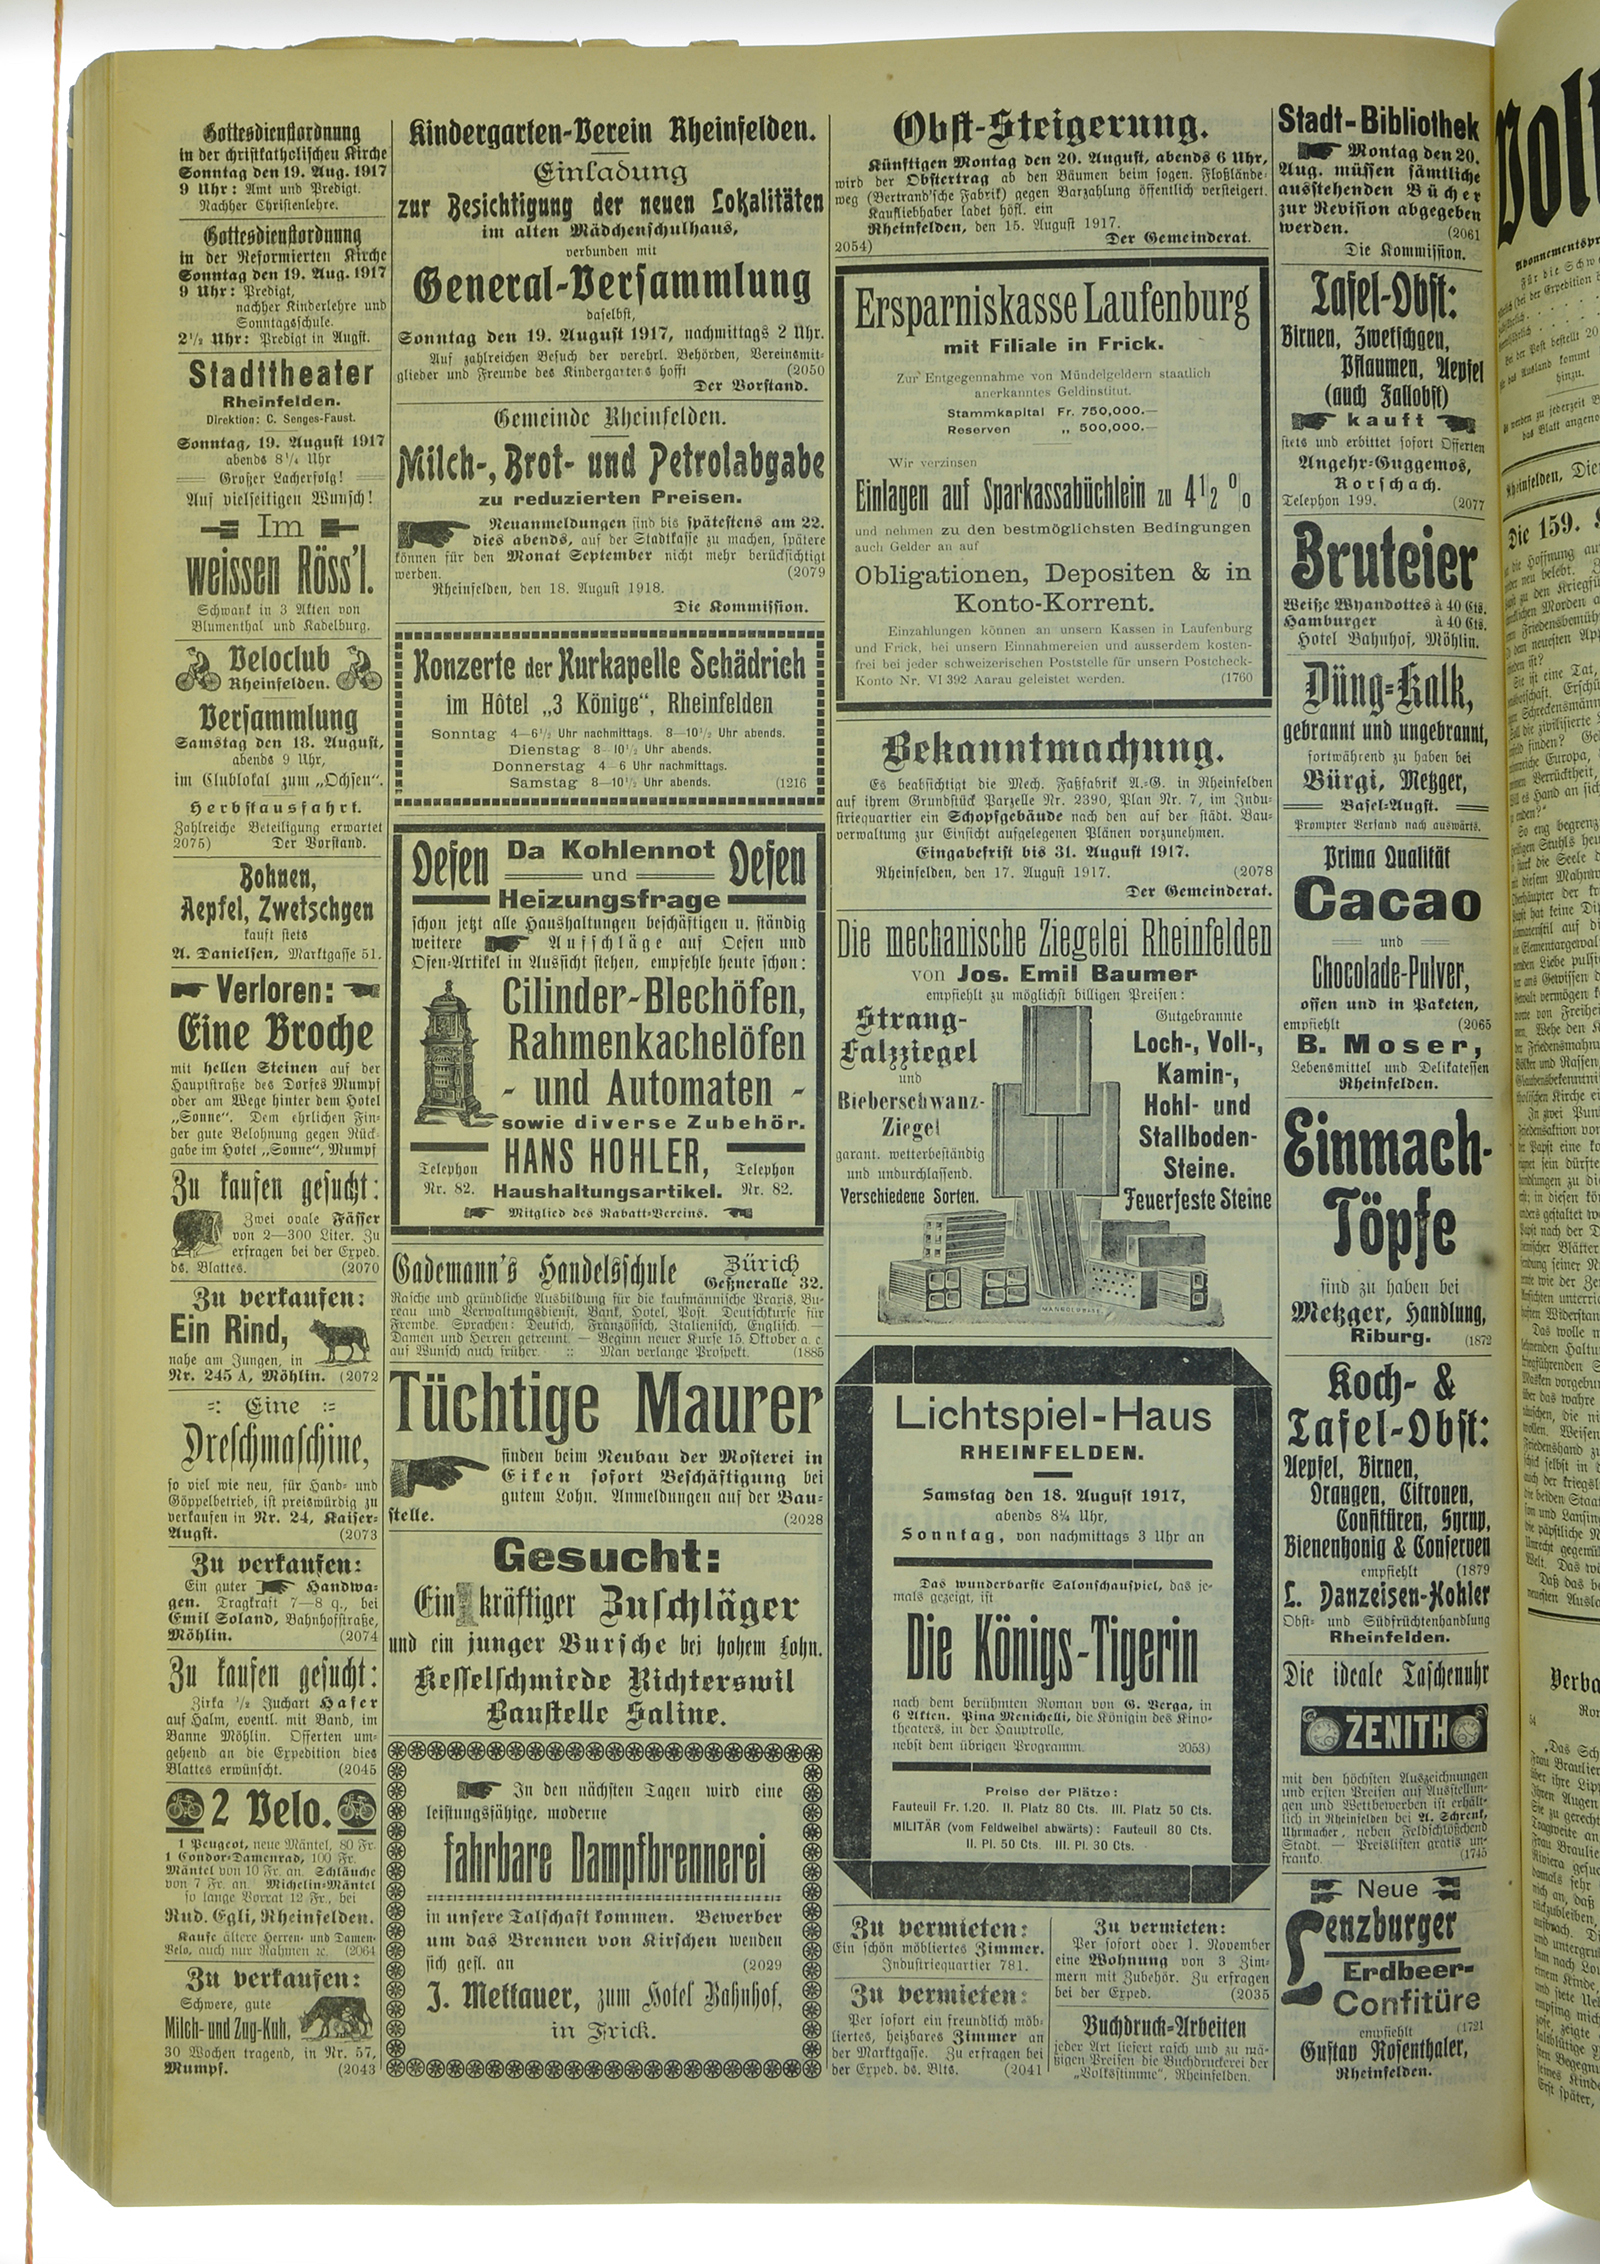 Gottesdienstordnung
in der christkatholischen Kirche
Sonntag den 19. Aug. 1917
9 Uhr: Amt und Predigt.
Nachher Christenlehre.
Gottesdienstordnung
in der Reformierten Kirche
Sonntag den 19. Aug. 1917
9 Uhr: Predigt,
nachher Kinderlehre und
Sonntagsschule.
2½ Uhr: Predigt in Augst.
Stadttheater
Rheinfelden.
Direktion: C. Senges-Faust.
Sonntag, 19. August 1917
abends 8¼ Uhr
Großer Lacherfolg!
Auf vielseitigen Wunsch!
Im
weissen Röss'l.
Schwank in 3 Akten von
Blumenthal und Kadelburg.
Veloclub
Rheinfelden.
Versammlung
Samstag den 18. August,
abends 9 Uhr,
im Clublokal zum „Ochsen“.
Herbstausfahrt.
Zahlreiche Beteiligung erwartet
2075) Der Vorstand.
Bohnen,
Aepfel, Zwetschgen
kauft stets
A. Danielsen, Marktgasse 51.
Verloren:
Eine Broche
mit hellen Steinen auf der
Hauptstraße des Dorfes Mumpf
oder am Wege hinter dem Hotel
„Sonne“. Dem ehrlichen Fin-
der gute Belohnung gegen Rück-
gabe im Hotel „Sonne“, Mumpf
Zu kaufen gesucht:
Zwei ovale Fässer
von 2—300 Liter. Zu
erfragen bei der Exped.
ds. Blattes. (2070
Zu verkaufen:
Ein Rind,
nahe am Jungen, in
Nr. 245 A, Möhlin. (2072
Eine
Dreschmaschine,
so viel wie neu, für Hand- und
Göppelbetrieb, ist preiswürdig zu
verkaufen in Nr. 24, Kaiser-
Augst. (2073
Zu verkaufen:
Ein guter Handwa-
gen. Tragkraft 7—8 q., bei
Emil Soland, Bahnhofstraße,
Möhlin. (2074
Zu kaufen gesucht:
Zirka ½ Juchart Hafer
auf Halm, eventl. mit Band, im
Banne Möhlin. Offerten um-
gehend an die Expedition dies
Blattes erwünscht. (2045
2 Velo.
1 Peugeot, neue Mäntel, 80 Fr.
1 Condor-Damenrad, 100 Fr.
Mäntel von 10 Fr. an. Schläuche
von 7 Fr. an. Michelin-Mäntel
so lange Vorrat 12 Fr., bei
Rud. Egli, Rheinfelden.
Kaufe ältere Herren- und Damen-
Velo, auch nur Rahmen ꝛc. (2064
Zu verkaufen:
Schwere, gute
Milch- und Zug-Kuh,
30 Wochen tragend, in Nr. 57,
Mumpf. (2043
Kindergarten-Verein Rheinfelden.
Einladung
zur Besichtigung der neuen Lokalitäten
im alten Mädchenschulhaus,
verbunden mit
General-Versammlung
daselbst,
Sonntag den 19. August 1917, nachmittags 2 Uhr.
Auf zahlreichen Besuch der verehrl. Behörden, Vereinsmit-
glieder und Freunde des Kindergartens hofft (2050
Der Vorstand.
Gemeinde Rheinfelden.
Milch-, Brot- und Petrolabgabe
zu reduzierten Preisen.
Neuanmeldungen sind bis spätestens am 22.
dies abends, auf der Stadtkasse zu machen, spätere
können für den Monat September nicht mehr berücksichtigt
werden. (2079
Rheinfelden, den 18. August 1918.
Die Kommission.
Konzerte der Kurkapelle Schädrich
im Hôtel „3 Könige“, Rheinfelden
Sonntag 4—6½ Uhr nachmittags. 8—10½ Uhr abends.
Dienstag 8—10½ Uhr abends.
Donnerstag 4—6 Uhr nachmittags.
Samstag 8—10½ Uhr abends. (1216
Oefen Da Kohlennot Oefen
und
Heizungsfrage
schon jetzt alle Haushaltungen beschäftigen u. ständig
weitere Aufschläge auf Oefen und
Ofen-Artikel in Aussicht stehen, empfehle heute schon:
Cilinder-Blechöfen,
Rahmenkachelöfen
- und Automaten -
sowie diverse Zubehör.
HANS HOHLER,
Telephon Nr. 82. Haushaltungsartikel. Telephon Nr. 82.
Mitglied des Rabatt-Vereins.
Gademann's Handelsschule Zürich
Geßnerallee 32.
Rasche und gründliche Ausbildung für die kaufmännische Praxis, Bu-
reau und Verwaltungsdienst, Bank, Hotel, Post. Deutschkurse für
Fremde. Sprachen: Deutsch, Französisch, Italienisch, Englisch. —
Damen und Herren getrennt. — Beginn neuer Kurse 15. Oktober a. c.
auf Wunsch auch früher. :: Man verlange Prospekt. (1885
Tüchtige Maurer
finden beim Neubau der Mosterei in
Eiken sofort Beschäftigung bei
gutem Lohn. Anmeldungen auf der Bau-
stelle. (2028
Gesucht:
Ein kräftiger Zuschläger
und ein junger Bursche bei hohem Lohn.
Kesselschmiede Richterswil
Baustelle Saline.
In den nächsten Tagen wird eine
leistungsfähige, moderne
fahrbare Dampfbrennerei
in unsere Talschaft kommen. Bewerber
um das Brennen von Kirschen wenden
sich gefl. an (2029
J. Mettauer, zum Hotel Bahnhof,
in Frick.
Obst-Steigerung.
Künftigen Montag den 20. August, abends 6 Uhr,
wird der Obstertrag ab den Bäumen beim sogen. Floßlände-
weg (Bertrand'sche Fabrik) gegen Barzahlung öffentlich versteigert.
Kaufliebhaber ladet höfl. ein
Rheinfelden, den 15. August 1917.
2054) Der Gemeinderat.
Ersparniskasse Laufenburg
mit Filiale in Frick.
Zur Entgegennahme von Mündelgeldern staatlich
anerkanntes Geldinstitut.
Stammkapital Fr. 750,000.—
Reserven „ 500,000.—
Wir verzinsen
Einlagen auf Sparkassabüchlein zu 4½ %
und nehmen zu den bestmöglichsten Bedingungen
auch Gelder an auf
Obligationen, Depositen & in
Konto-Korrent.
Einzahlungen können an unsern Kassen in Laufenburg
und Frick, bei unsern Einnahmereien und ausserdem kosten-
frei bei jeder schweizerischen Poststelle für unsern Postcheck-
Konto Nr. VI 392 Aarau geleistet werden. (1760
Bekanntmachung.
Es beabsichtigt die Mech. Faßfabrik A.-G. in Rheinfelden
auf ihrem Grundstück Parzelle Nr. 2390, Plan Nr. 7, im Indu-
striequartier ein Schopfgebäude nach den auf der städt. Bau-
verwaltung zur Einsicht aufgelegenen Plänen vorzunehmen.
Eingabefrist bis 31. August 1917.
Rheinfelden, den 17. August 1917. (2078
Der Gemeinderat.
Die mechanische Ziegelei Rheinfelden
von Jos. Emil Baumer
empfiehlt zu möglichst billigen Preisen:
Strang-
Falzziegel
und
Bieberschwanz-
Ziegel
garant. wetterbeständig
und undurchlassend.
Verschiedene Sorten.
Gutgebrannte
Loch-, Voll-,
Kamin-,
Hohl- und
Stallboden-
Steine.
Feuerfeste Steine
Lichtspiel-Haus
RHEINFELDEN.
Samstag den 18. August 1917,
abends 8¼ Uhr,
Sonntag, von nachmittags 3 Uhr an
Das wunderbarste Salonschauspiel, das je-
mals gezeigt, ist
Die Königs-Tigerin
nach dem berühmten Roman von G. Verga, in
6 Akten. Pina Menichelli, die Königin des Kino-
theaters, in der Hauptrolle.
nebst dem übrigen Programm. 2053)
Preise der Plätze:
Fauteuil Fr. 1.20. II. Platz 80 Cts. III. Platz 50 Cts.
MILITÄR (vom Feldweibel abwärts): Fauteuil 80 Cts.
II. Pl. 50 Cts. III. Pl. 30 Cts.
Zu vermieten:
Ein schön möbliertes Zimmer.
Industriequartier 781.
Zu vermieten:
Per sofort ein freundlich möb-
liertes, heizbares Zimmer an
der Marktgasse. Zu erfragen bei
der Exped. ds. Blts. (2041
Zu vermieten:
Per sofort oder 1. November
eine Wohnung von 3 Zim-
mern mit Zubehör. Zu erfragen
bei der Exped. (2035
Buchdruck-Arbeiten
jeder Art liefert rasch und zu mä-
ßigen Preisen die Buchdruckerei der
„Volksstimme“, Rheinfelden.
Stadt-Bibliothek
Montag den 20.
Aug. müssen sämtliche
ausstehenden Bücher
zur Revision abgegeben
werden. (2061
Die Kommission.
Tafel-Obst:
Birnen, Zwetschgen,
Pflaumen, Aepfel
(auch Fallobst)
kauft
stets und erbittet sofort Offerten
Angehr-Guggemos,
Rorschach.
Telephon 199. (2077
Bruteier
Weiße Wyandottes à 40 Cts.
Hamburger à 40 Cts.
Hotel Bahnhof, Möhlin.
Düng-Kalk,
gebrannt und ungebrannt,
fortwährend zu haben bei
Bürgi, Metzger,
Basel-Augst.
Prompter Versand nach auswärts.
Prima Qualität
Cacao
und
Chocolade-Pulver,
offen und in Paketen,
empfiehlt (2065
B. Moser,
Lebensmittel und Delikatessen
Rheinfelden.
Einmach-
Töpfe
sind zu haben bei
Metzger, Handlung,
Riburg. (1872
Koch- &
Tafel-Obst:
Aepfel, Birnen,
Orangen, Citronen,
Confitüren, Syrup,
Bienenhonig & Conserven
empfiehlt (1879
L. Danzeisen-Kohler
Obst- und Südfrüchtenhandlung
Rheinfelden.
Die ideale Taschenuhr
ZENITH
mit den höchsten Auszeichnungen
und ersten Preisen auf Ausstellun-
gen und Wettbewerben ist erhält-
lich in Rheinfelden bei A. Schrenk,
Uhrmacher, neben Feldschlößchend
Stadt. — Preislisten gratis und
franko. (1745
Neue
Lenzburger
Erdbeer-
Confitüre
empfiehlt (1721
Gustav Rosenthaler,
Rheinfelden.